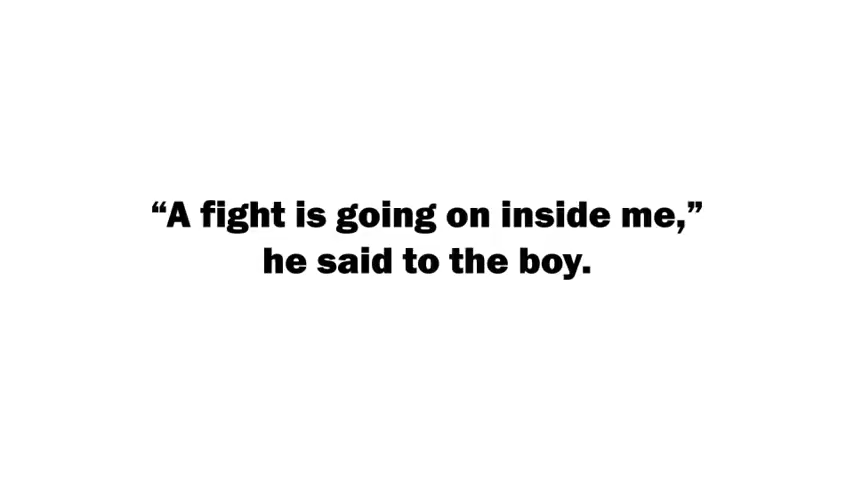 “A fight is going on inside me,”
he said to the boy.